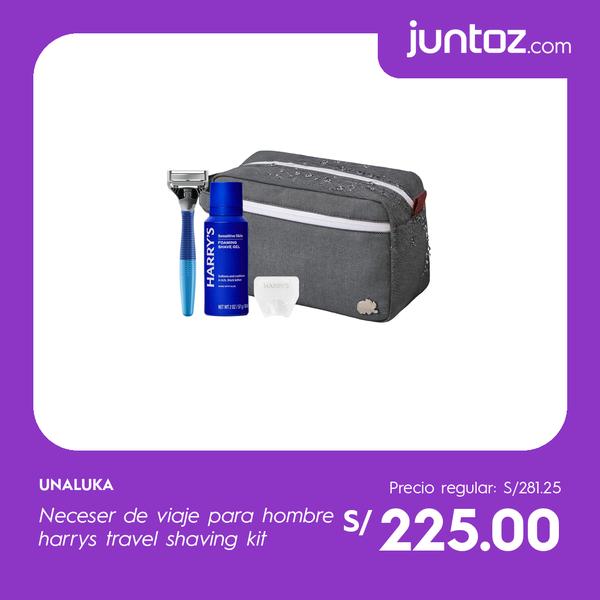 juntoz.com
HARRY'S
Sensitive Skin
FOAMING
SHAVE GEL
HARRY'S
UNALUKA
Neceser de viaje para hombre
harrys travel shaving kit
Precio regular: S/281.25
S/ 225.00